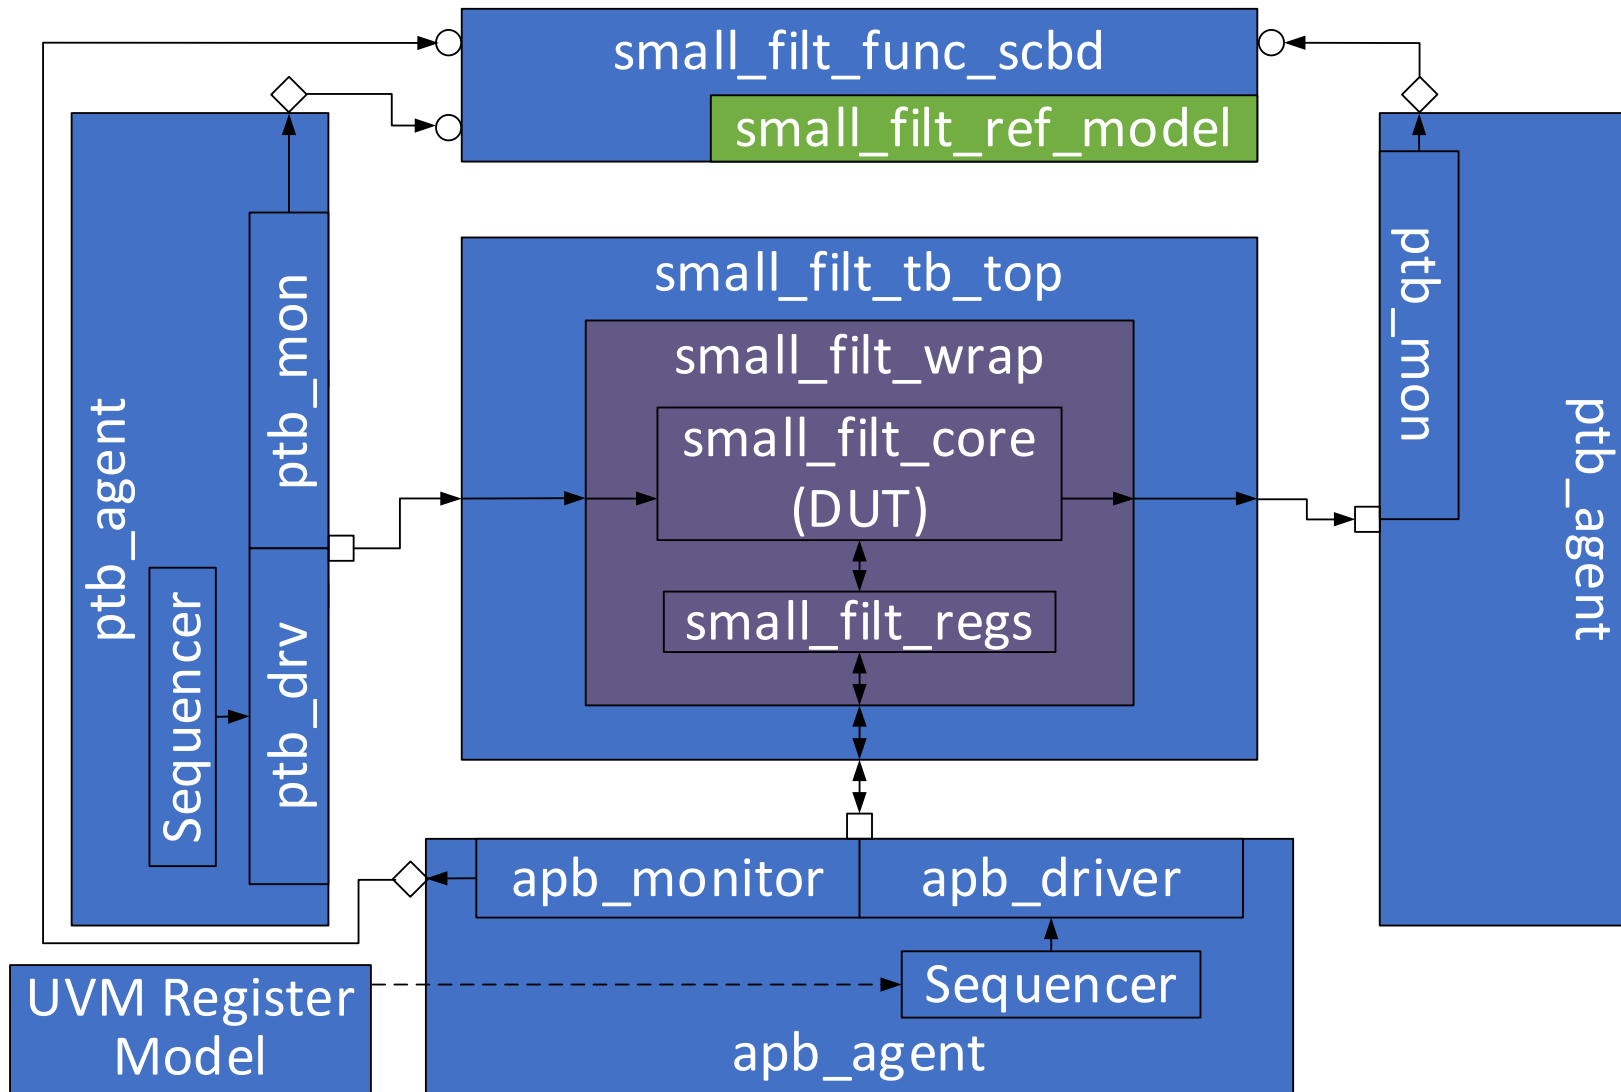 small_filt_func_scbd
small_filt_ref_model
ptb_agent
ptb_mon
ptb_drv
Sequencer
small_filt_tb_top
small_filt_wrap
small_filt_core
(DUT)
small_filt_regs
ptb_mon
ptb_agent
apb_monitor
apb_driver
Sequencer
apb_agent
UVM Register
Model